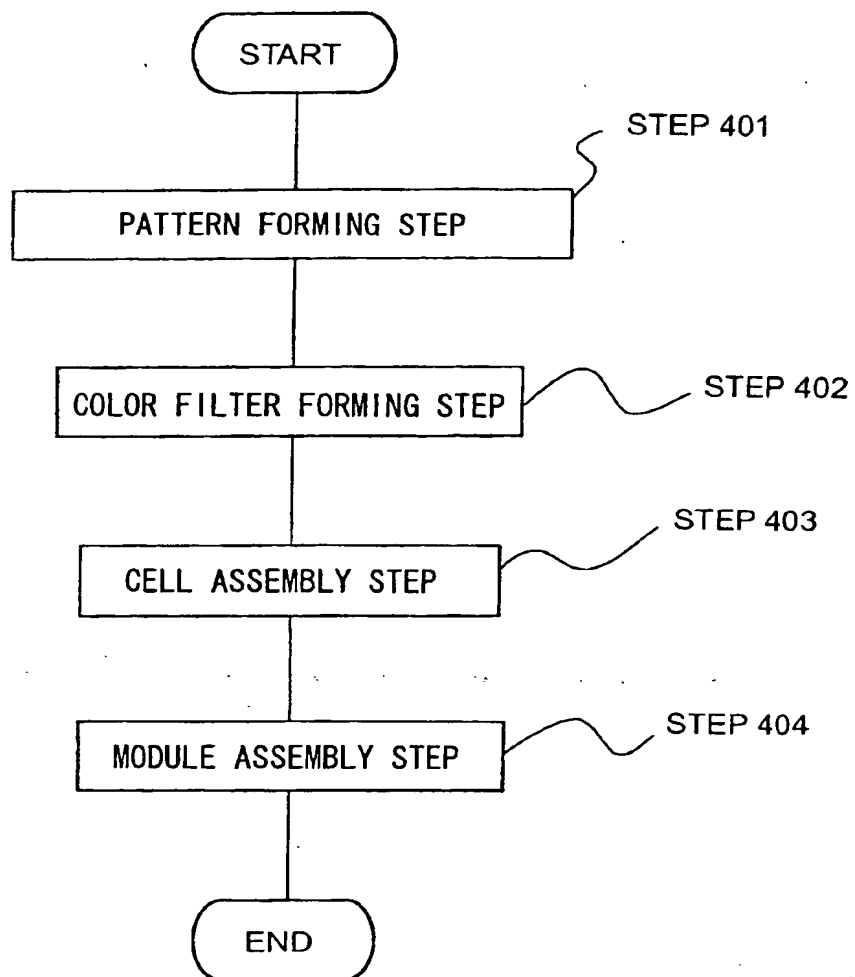 START
STEP 401
PATTERN FORMING STEP
STEP 402
COLOR FILTER FORMING STEP
STEP 403
CELL ASSEMBLY STEP
STEP 404
MODULE ASSEMBLY STEP
END